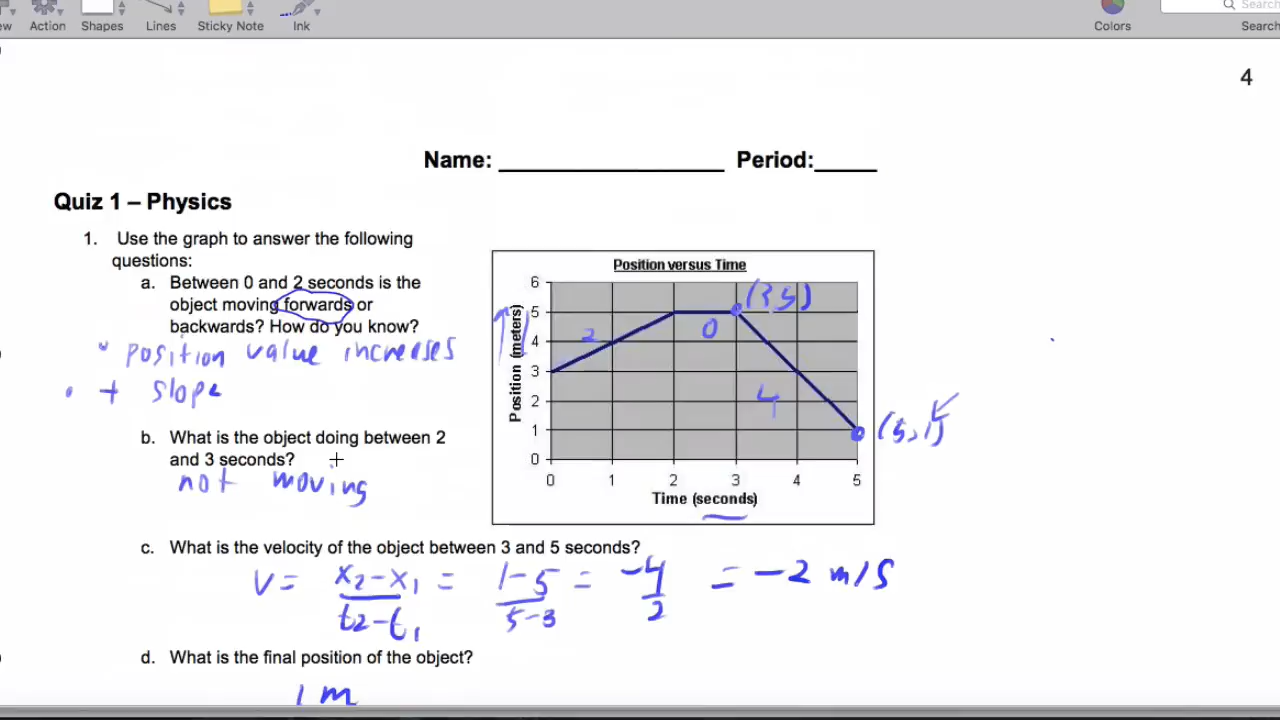 ew Action Shapes Lines Sticky Note Ink Colors Search
Search
4
Name: ________________ Period:_____
Quiz 1 – Physics
1. Use the graph to answer the following
questions:
a. Between 0 and 2 seconds is the
object moving forwards or
backwards? How do you know?
position value increases
+ slope
b. What is the object doing between 2
and 3 seconds?
not moving
Position versus Time
Position (meters)
6
5
4
3
2
1
0
2
0
4
(3,5)
0 1 2 3 4 5
Time (seconds)
c. What is the velocity of the object between 3 and 5 seconds?
V = x2-x1 = 1-5 = -4 = -2 m/s
t2-t1 5-3 2
d. What is the final position of the object?
1 m